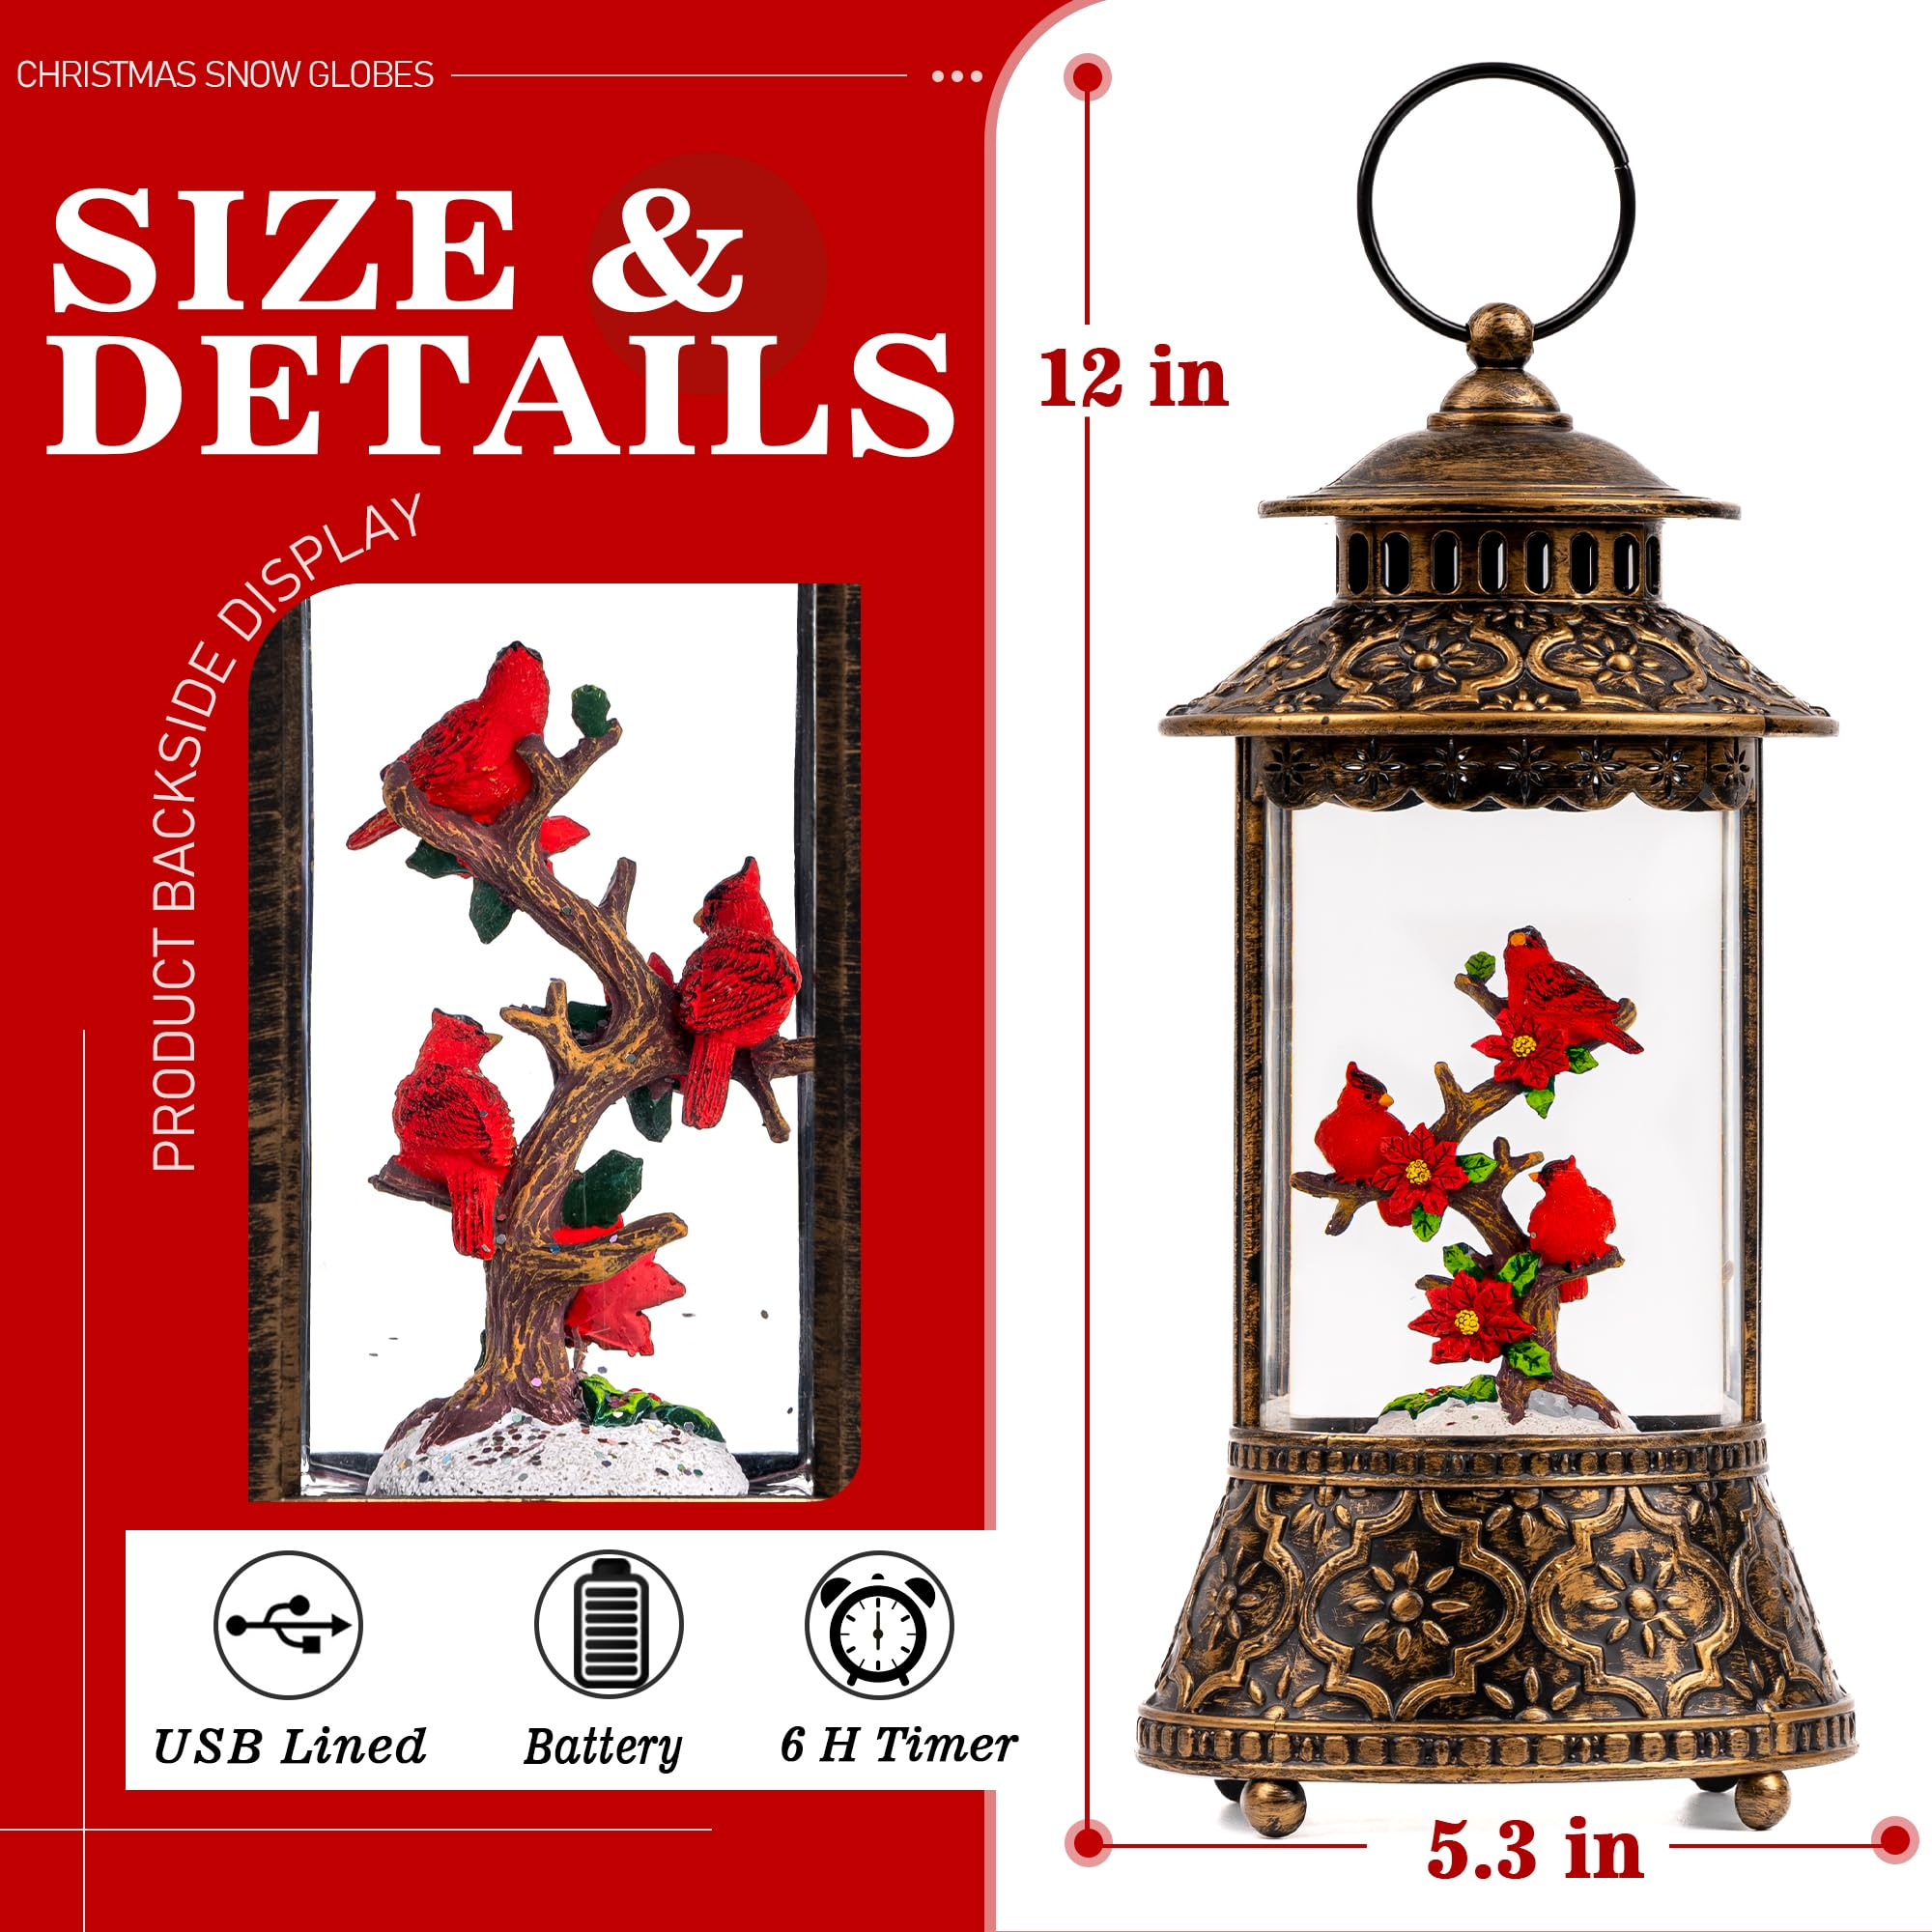 CHRISTMAS SNOW GLOBES
SIZE &
DETAILS
PRODUCT BACKSIDE DISPLAY
12 in
USB Lined
Battery
6 H Timer
5.3 in